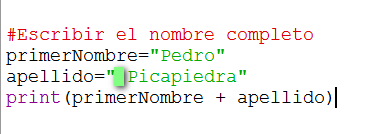 #Escribir el nombre completo
primerNombre="Pedro"
apellido=" Picapiedra"
print(primerNombre + apellido)